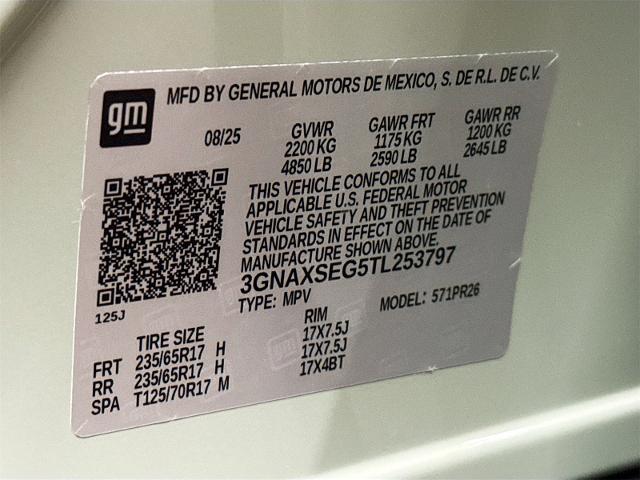 gm
MFD BY GENERAL MOTORS DE MEXICO, S. DE R.L. DE C.V.
08/25
GVWR
2200 KG
4850 LB
GAWR FRT
1175 KG
2590 LB
GAWR RR
1200 KG
2645 LB
THIS VEHICLE CONFORMS TO ALL
APPLICABLE U.S. FEDERAL MOTOR
VEHICLE SAFETY AND THEFT PREVENTION
STANDARDS IN EFFECT ON THE DATE OF
MANUFACTURE SHOWN ABOVE.
3GNAXSEG5TL253797
TYPE: MPV MODEL: 571PR26
125J
TIRE SIZE RIM
FRT 235/65R17 H 17X7.5J
RR 235/65R17 H 17X7.5J
SPA T125/70R17 M 17X4BT